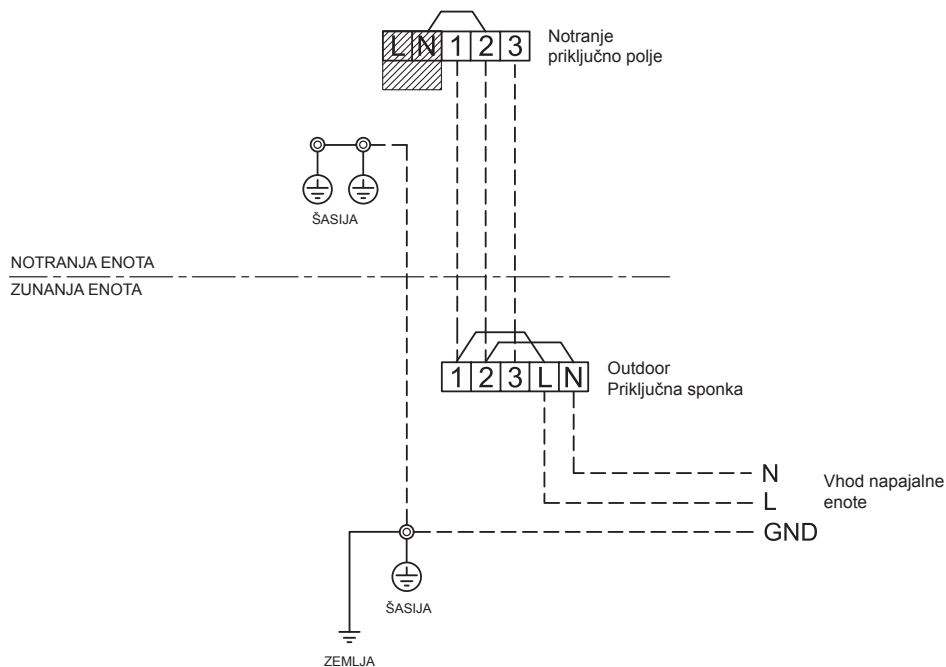 L N 1 2 3
Notranje
priključno polje
ŠASIJA
NOTRANJA ENOTA
ZUNANJA ENOTA
1 2 3 L N
Outdoor
Priključna sponka
N
L
GND
Vhod napajalne
enote
ŠASIJA
ZEMLJA